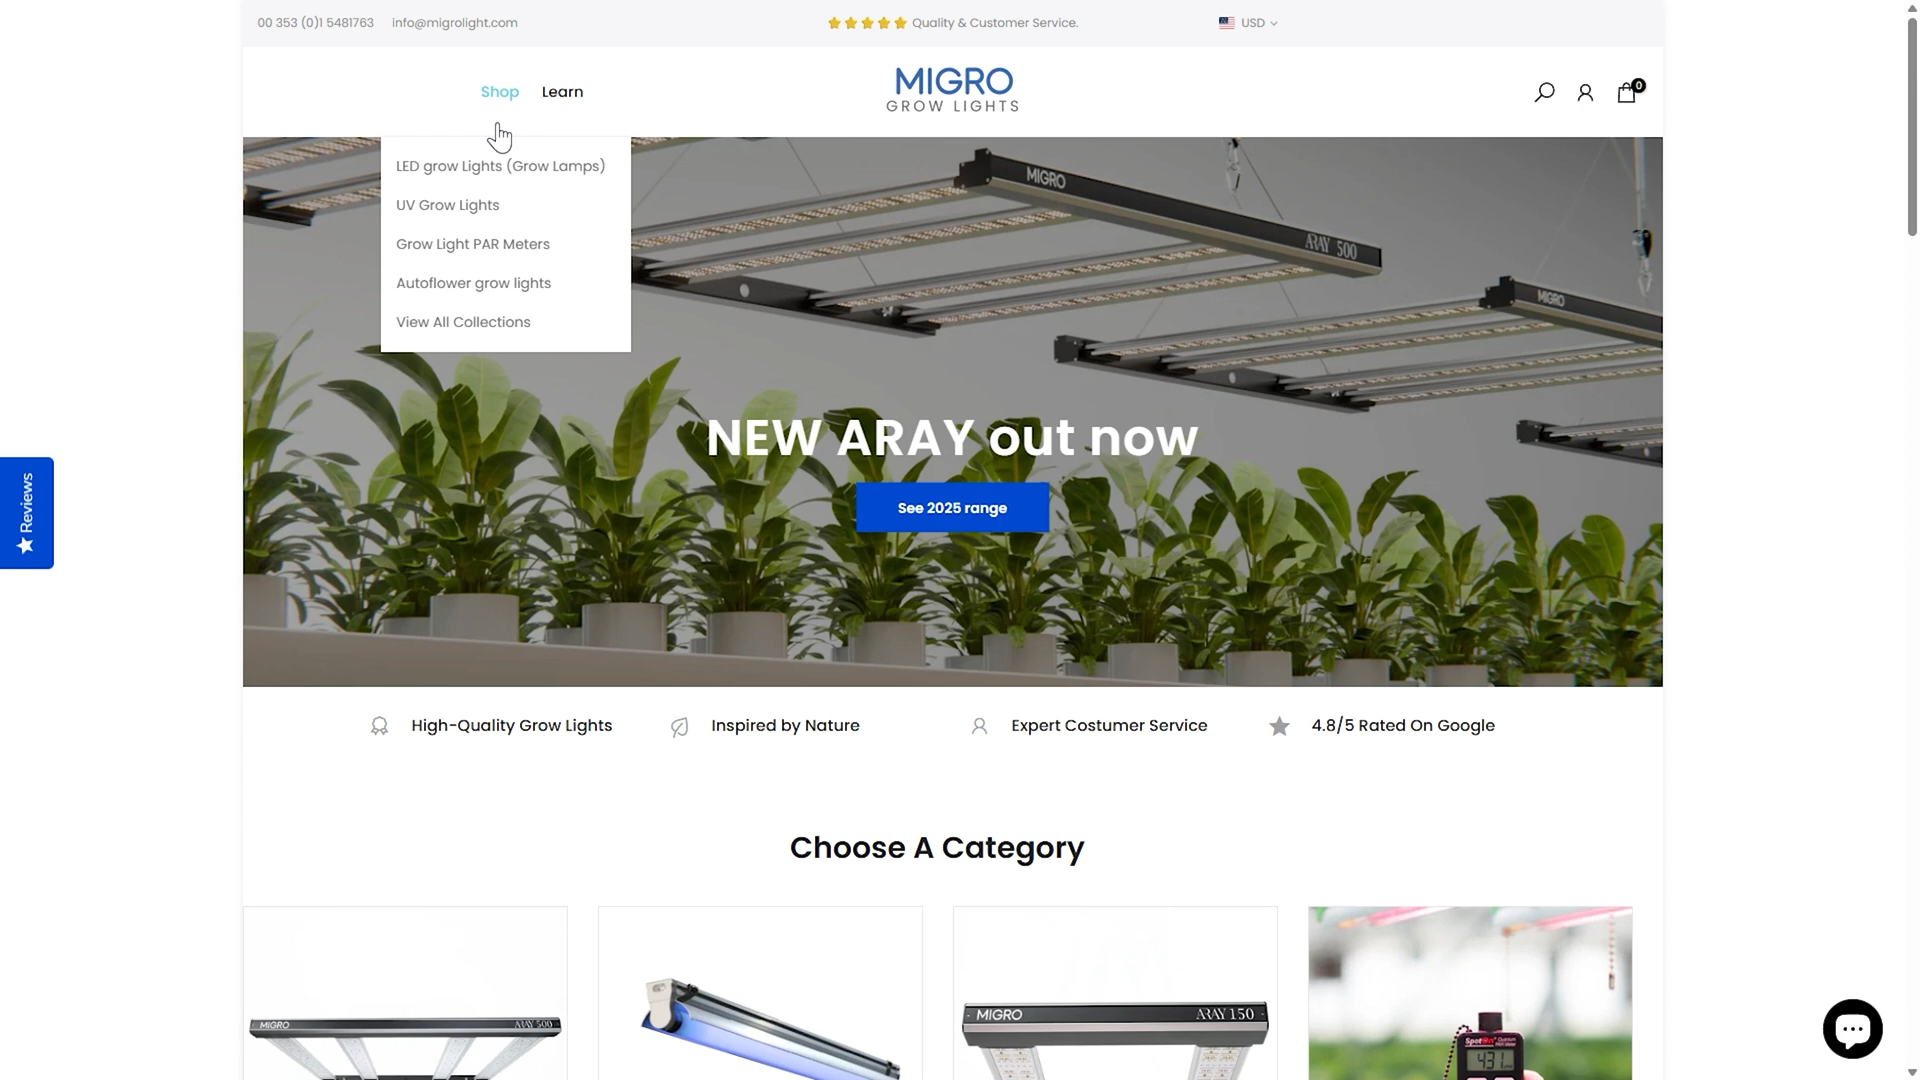 00 353 (0)1 5481763 info@migrolight.com
Quality & Customer Service.
USD
Shop Learn
MIGRO
GROW LIGHTS
0
LED grow Lights (Grow Lamps)
UV Grow Lights
Grow Light PAR Meters
Autoflower grow lights
View All Collections
MIGRO
ARAY 500
MIGRO
NEW ARAY out now
See 2025 range
Reviews
High-Quality Grow Lights
Inspired by Nature
Expert Costumer Service
4.8/5 Rated On Google
Choose A Category
MIGRO ARAY 500
MIGRO ARAY 150
SpotOn Quantum
431